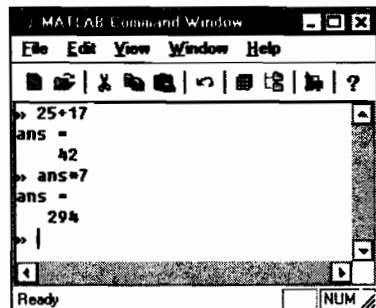 MATLAB Command Window
File Edit View Window Help
?
» 25+17
ans =
42
» ans*7
ans =
294
»
Ready NUM